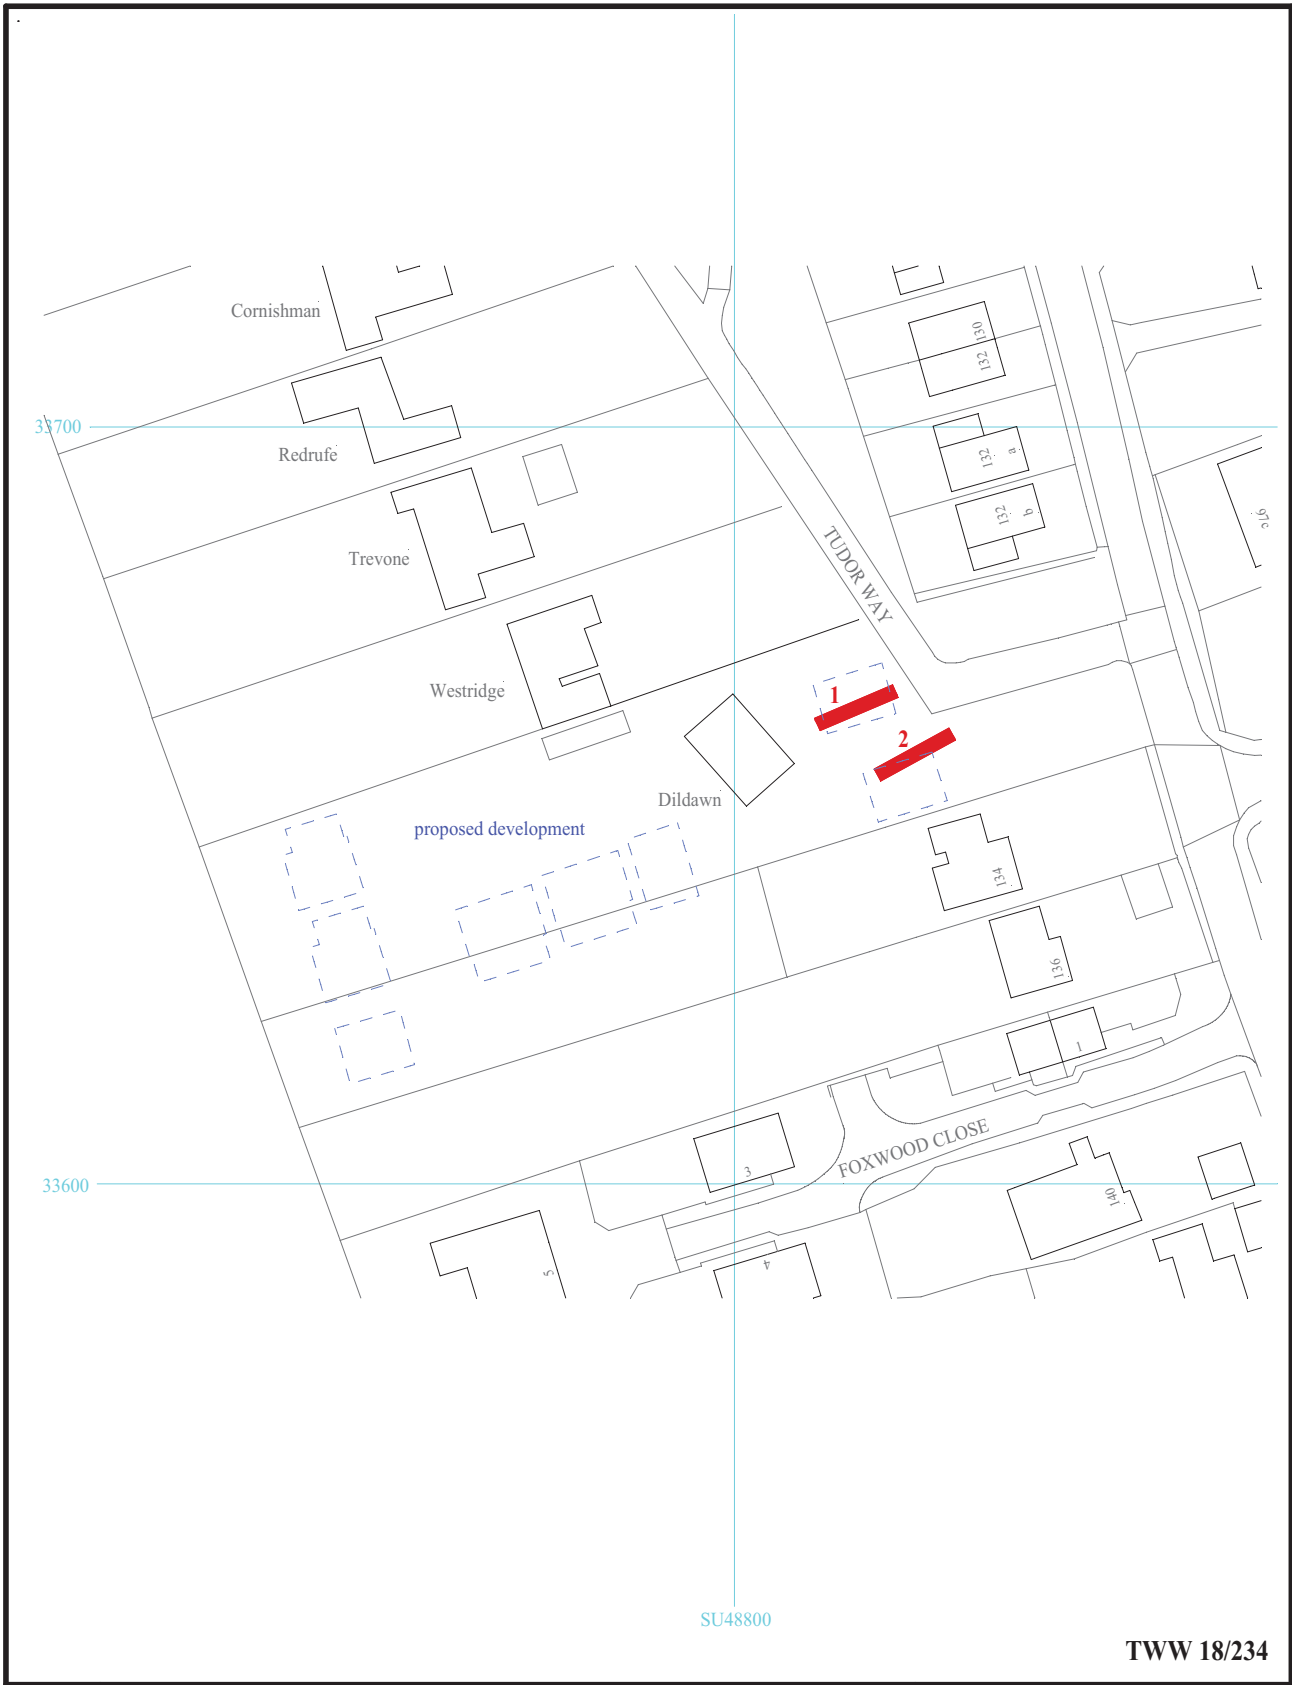 Cornishman
130
132
33700
Redrufe
132
a
132
b
97c
Trevone
TUDOR WAY
Westridge
1
2
Dildawn
proposed development
134
136
1
FOXWOOD CLOSE
3
33600
140
5
4
SU48800
TWW 18/234